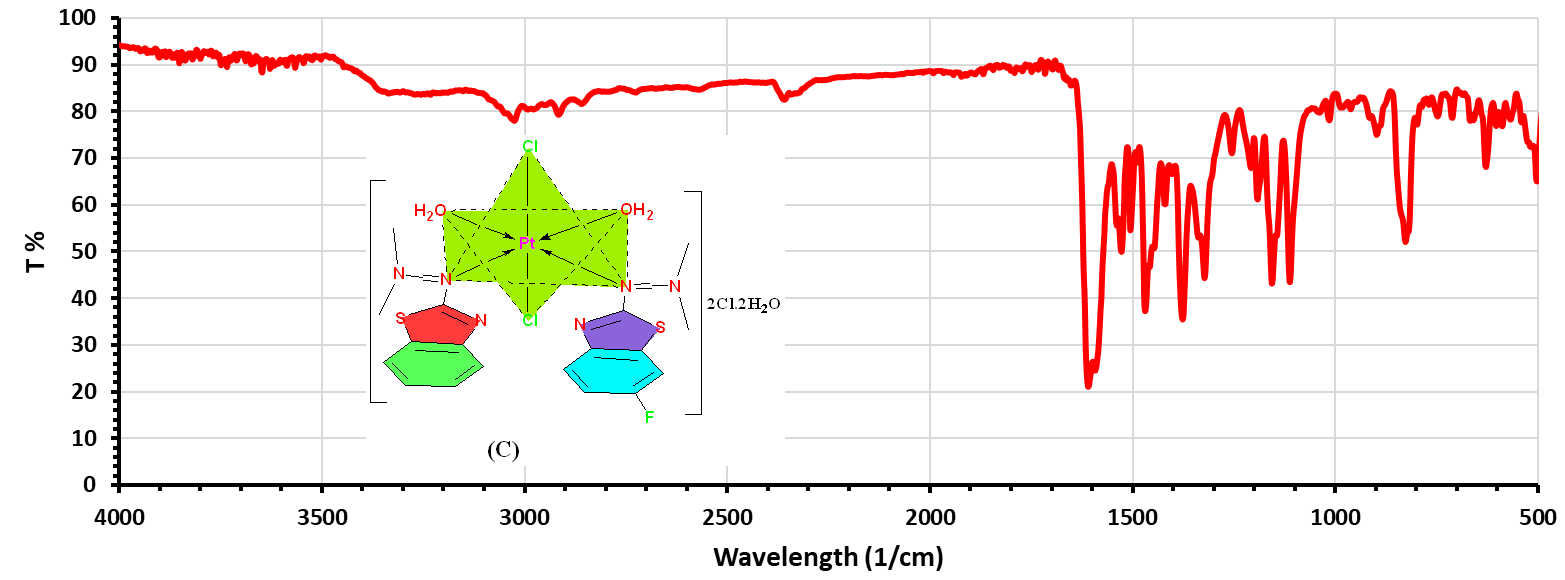 100
90
80
70
60
50
40
30
20
10
0
T %
4000 3500 3000 2500 2000 1500 1000 500
Wavelength (1/cm)
Cl
H₂O OH₂
Pt
N N N N
Cl
S N N S
F
2Cl.2H₂O
(C)